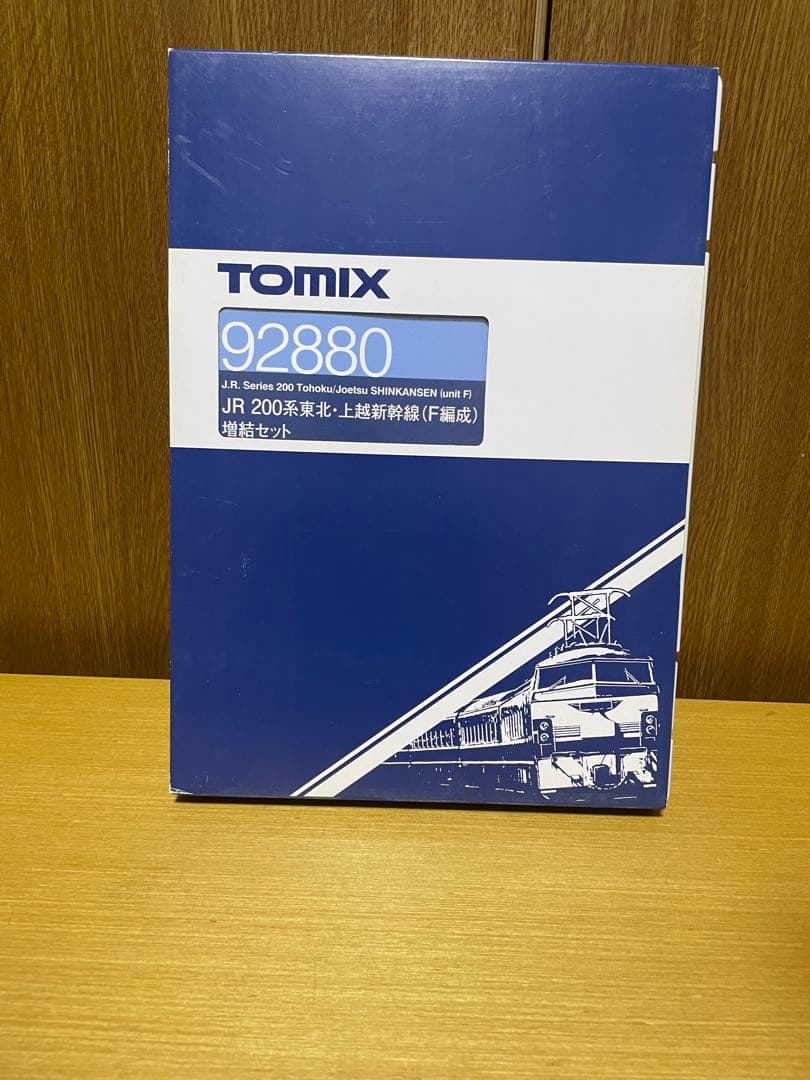 TOMIX
92880
J.R. Series 200 Tohoku/Joetsu SHINKANSEN (unit F)
JR 200系東北・上越新幹線(F編成)
増結セット